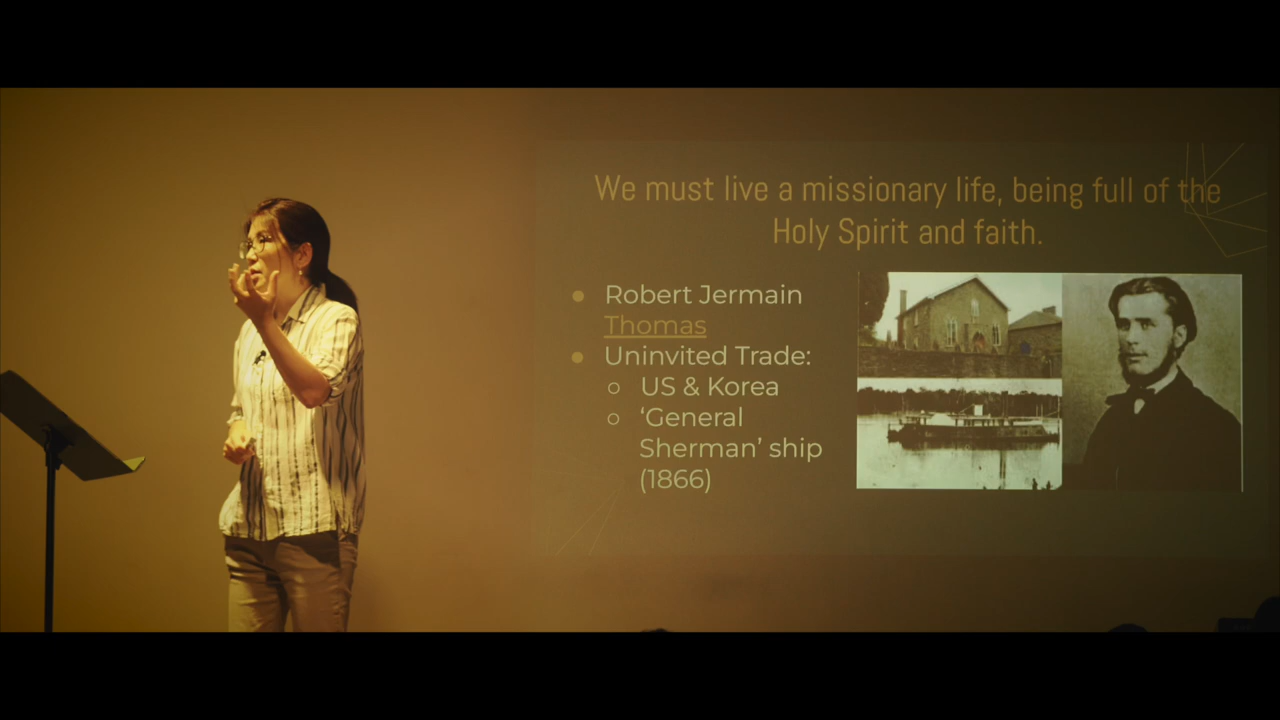 We must live a missionary life, being full of the
Holy Spirit and faith.
● Robert Jermain
Thomas
● Uninvited Trade:
○ US & Korea
○ ‘General
Sherman’ ship
(1866)